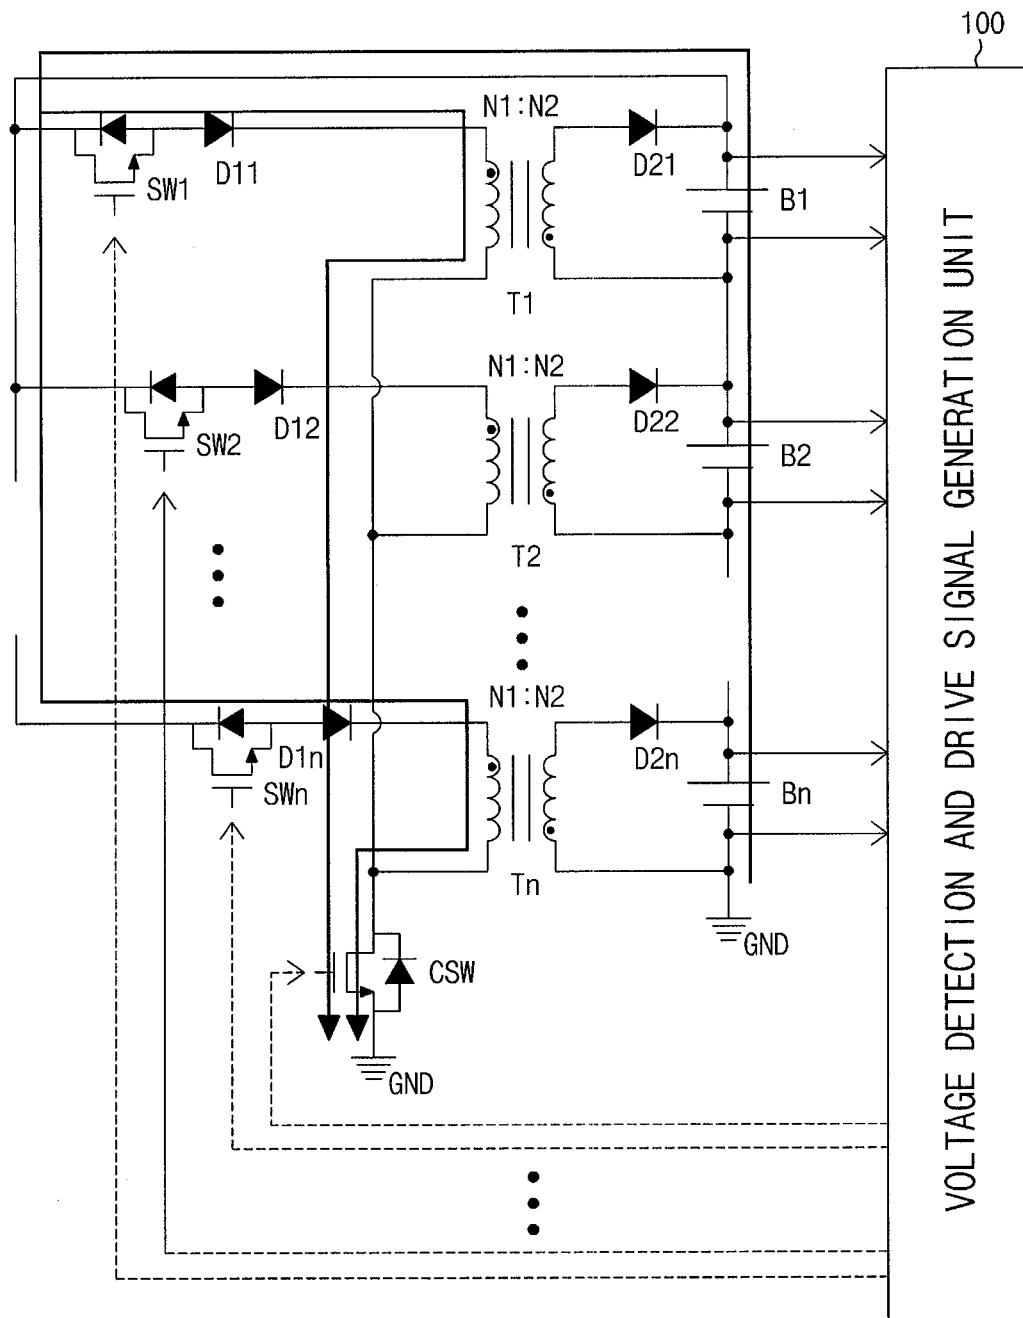 100
N1:N2
D11
D21
SW1
B1
T1
N1:N2
D12
D22
SW2
B2
T2
N1:N2
D1n
D2n
SWn
Bn
Tn
GND
CSW
GND
VOLTAGE DETECTION AND DRIVE SIGNAL GENERATION UNIT